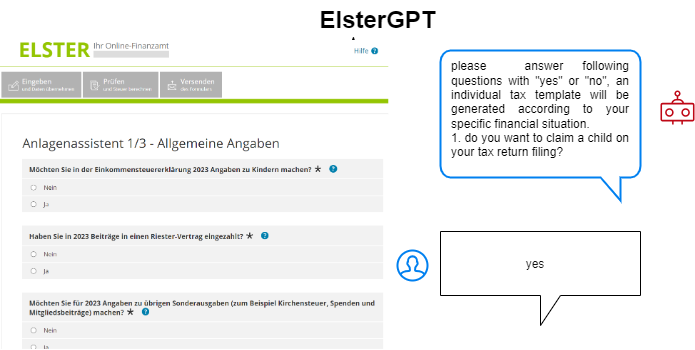 ElsterGPT
ELSTER Ihr Online-Finanzamt
Hilfe ?
Eingeben
und Daten übernehmen
Prüfen
und Steuer berechnen
Versenden
des Formulars
Anlagenassistent 1/3 - Allgemeine Angaben
Möchten Sie in der Einkommensteuererklärung 2023 Angaben zu Kindern machen? * ?
Nein
Ja
Haben Sie in 2023 Beiträge in einen Riester-Vertrag eingezahlt? * ?
Nein
Ja
Möchten Sie für 2023 Angaben zu übrigen Sonderausgaben (zum Beispiel Kirchensteuer, Spenden und
Mitgliedsbeiträge) machen? * ?
Nein
Ja
please answer following
questions with "yes" or "no", an
individual tax template will be
generated according to your
specific financial situation.
1. do you want to claim a child on
your tax return filing?
yes